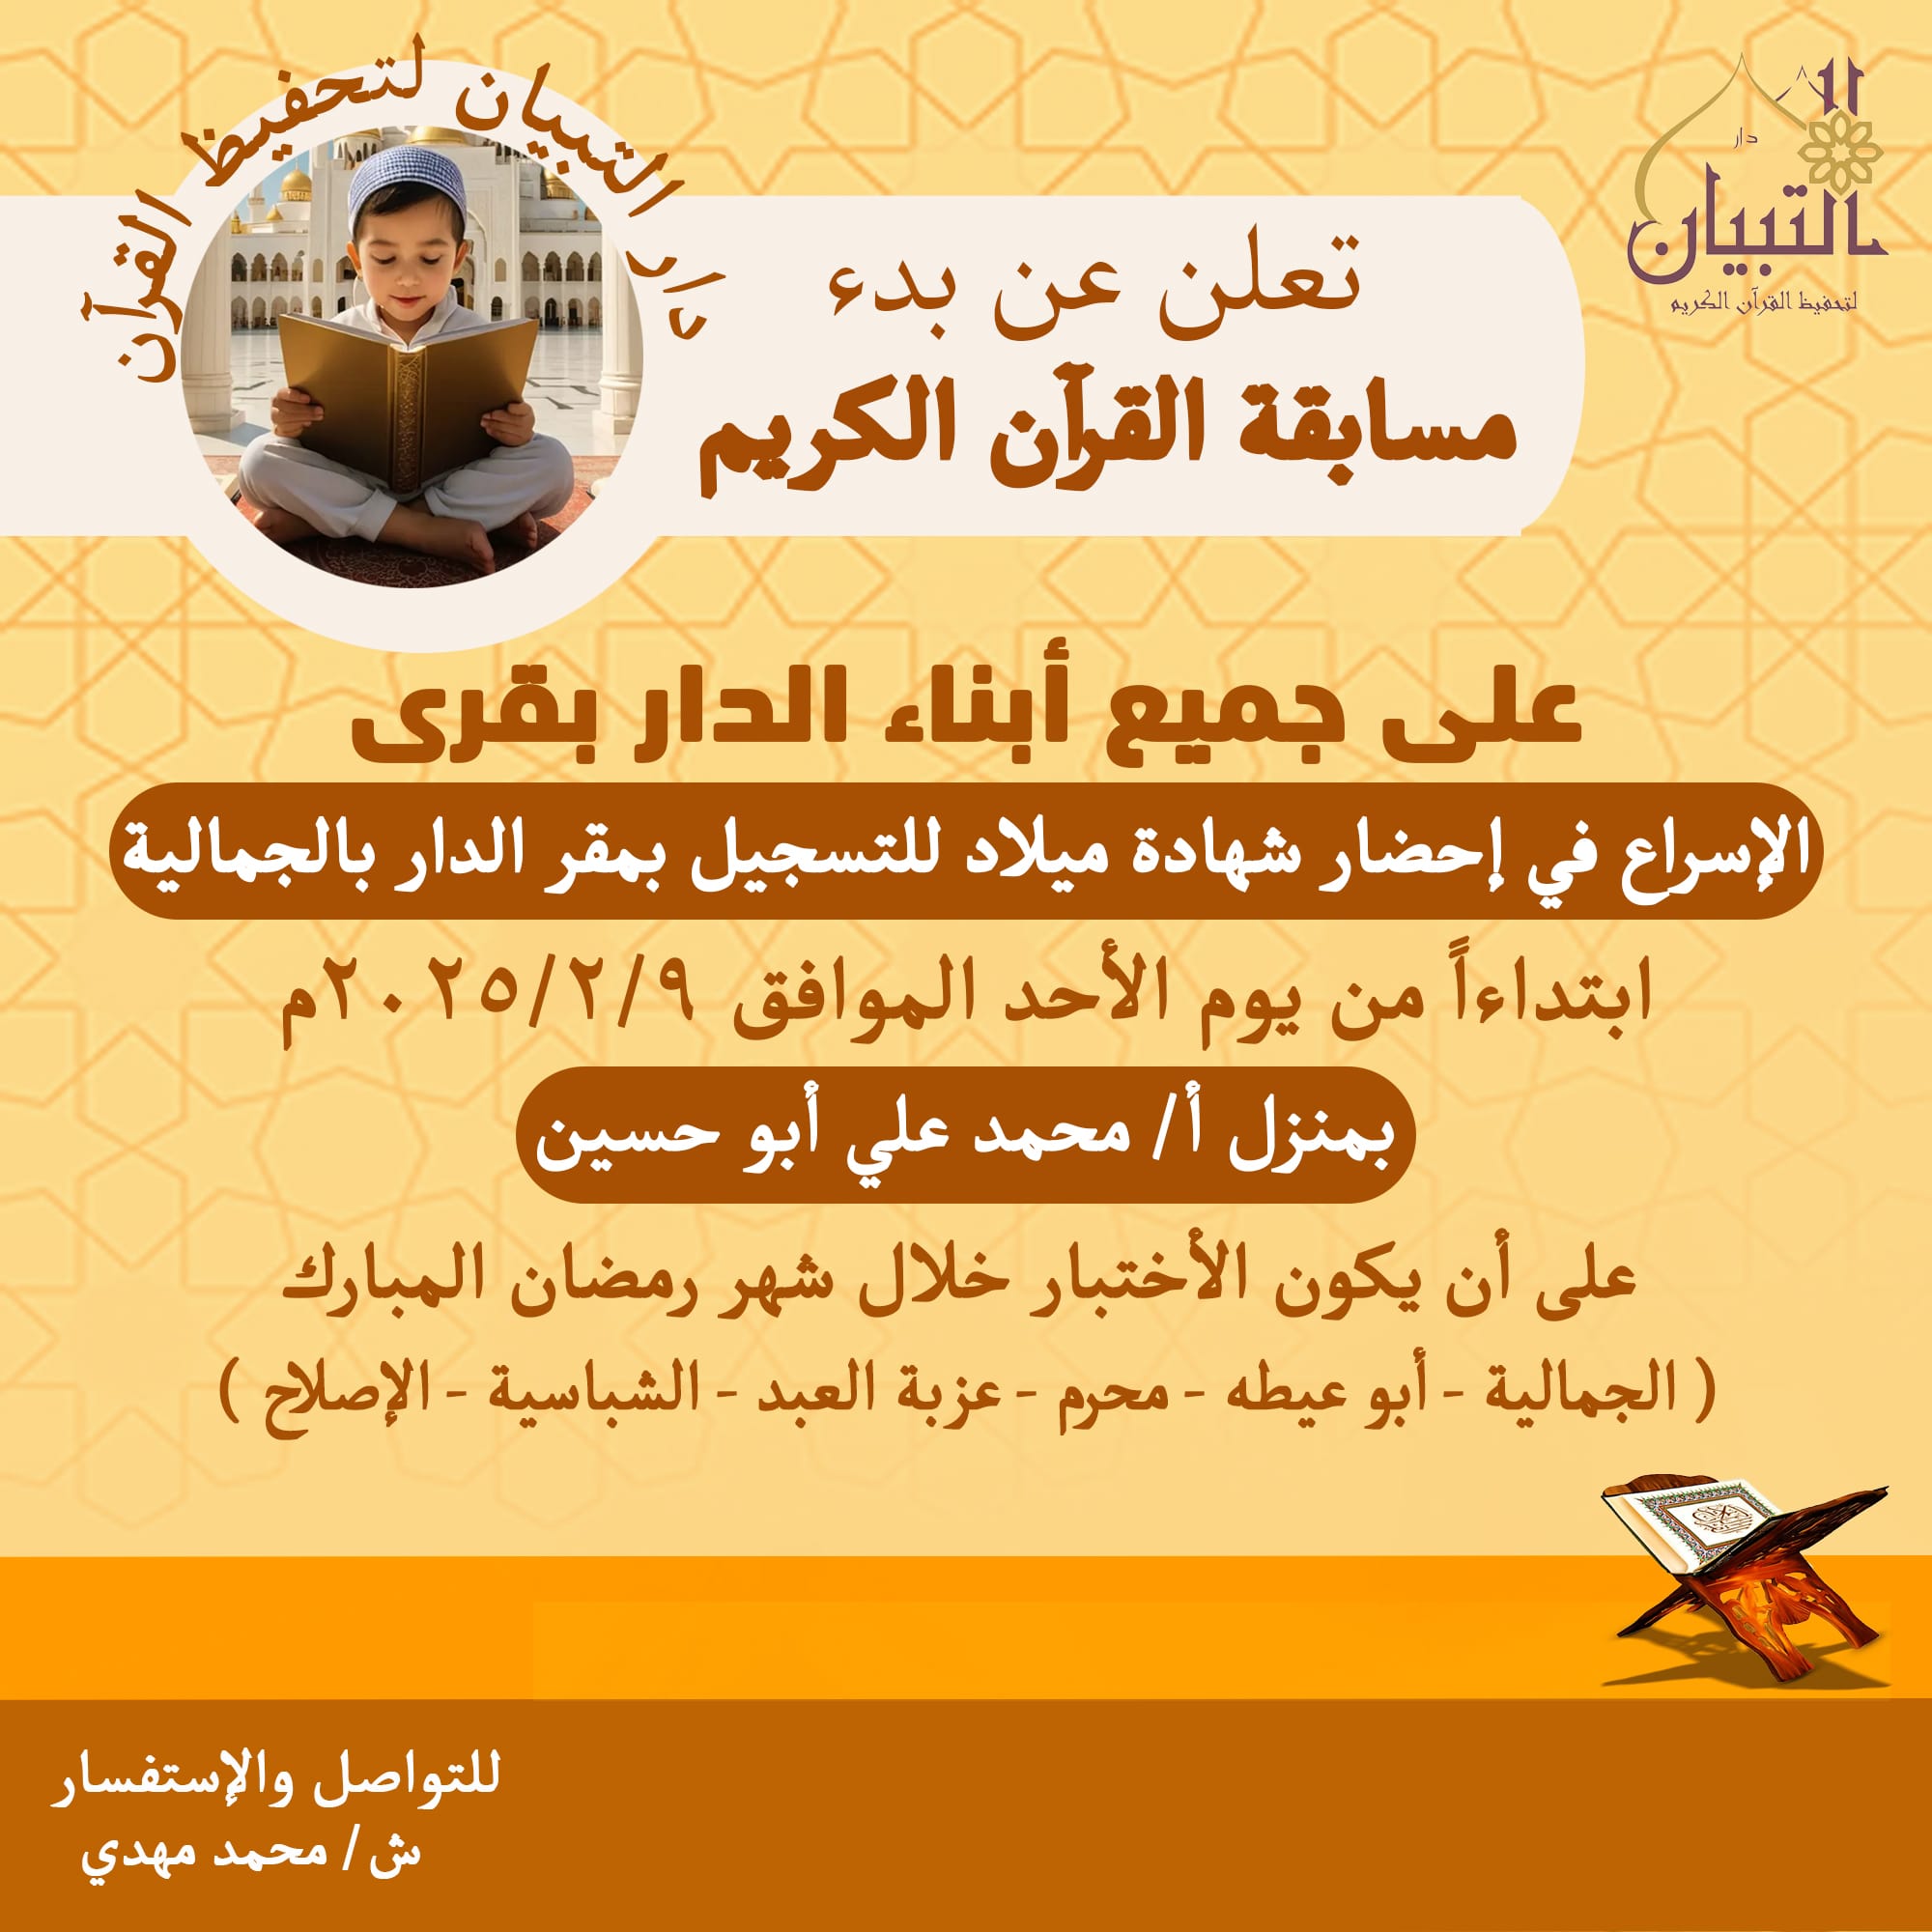 دار التبيان لتحفيظ القرآن
دار
التبيان
لتحفيظ القرآن الكريم
تعلن عن بدء
مسابقة القرآن الكريم
على جميع أبناء الدار بقرى
الإسراع في إحضار شهادة ميلاد للتسجيل بمقر الدار بالجمالية
ابتداءاً من يوم الأحد الموافق ٢٠٢٥/٢/٩م
بمنزل أ/ محمد علي أبو حسين
على أن يكون الأختبار خلال شهر رمضان المبارك
( الجمالية - أبو عيطه - محرم - عزبة العبد - الشباسية - الإصلاح )
للتواصل والإستفسار
ش/ محمد مهدي